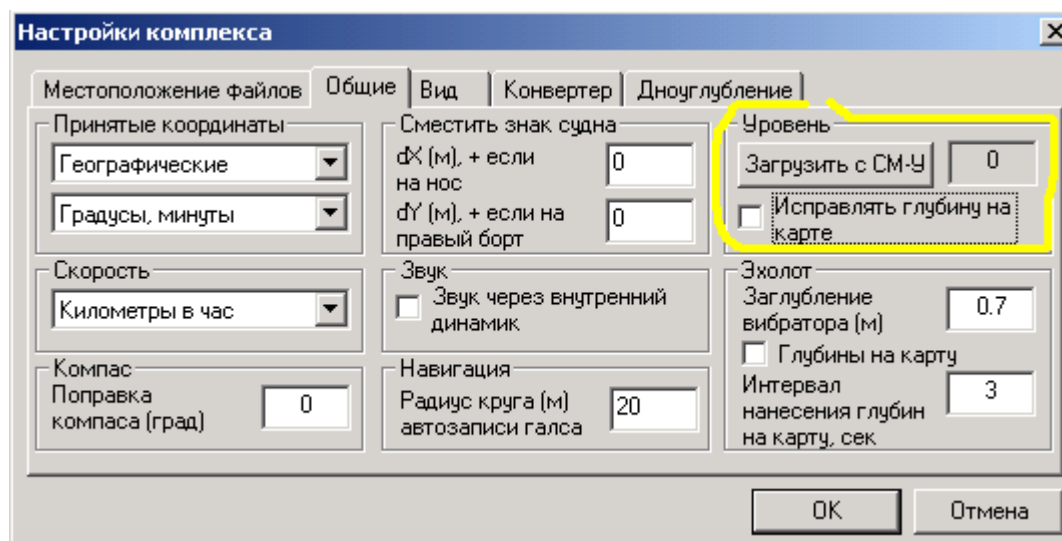 Настройки комплекса
Местоположение файлов
Общие
Вид
Конвертер
Дноуглубление
Принятые координаты
Географические
Градусы, минуты
Скорость
Километры в час
Компас
Поправка
компаса (град)
0
Сместить знак судна
dX (м), + если
на нос
0
dY (м), + если на
правый борт
0
Звук
Звук через внутренний
динамик
Навигация
Радиус круга (м)
автозаписи галса
20
Уровень
Загрузить с СМ-У
0
Исправлять глубину на
карте
Эхолот
Заглубление
вибратора (м)
0.7
Глубины на карту
Интервал
нанесения глубин
на карту, сек
3
OK
Отмена